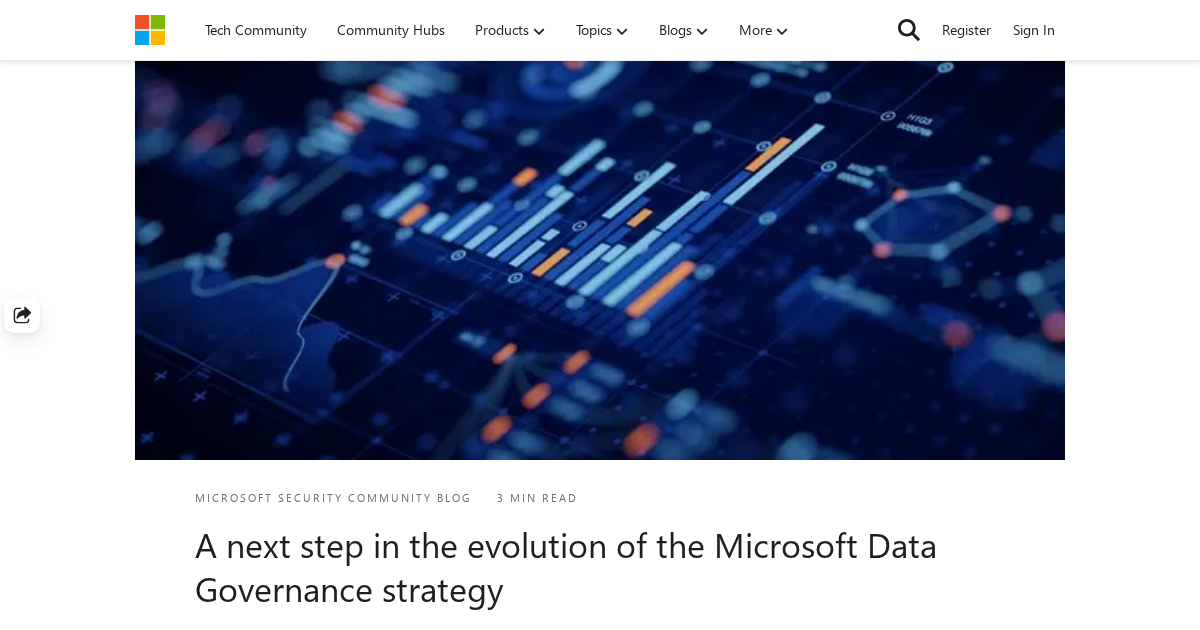 Tech Community
Community Hubs
Products
Topics
Blogs
More
Register
Sign In
MICROSOFT SECURITY COMMUNITY BLOG
3 MIN READ
A next step in the evolution of the Microsoft Data
Governance strategy